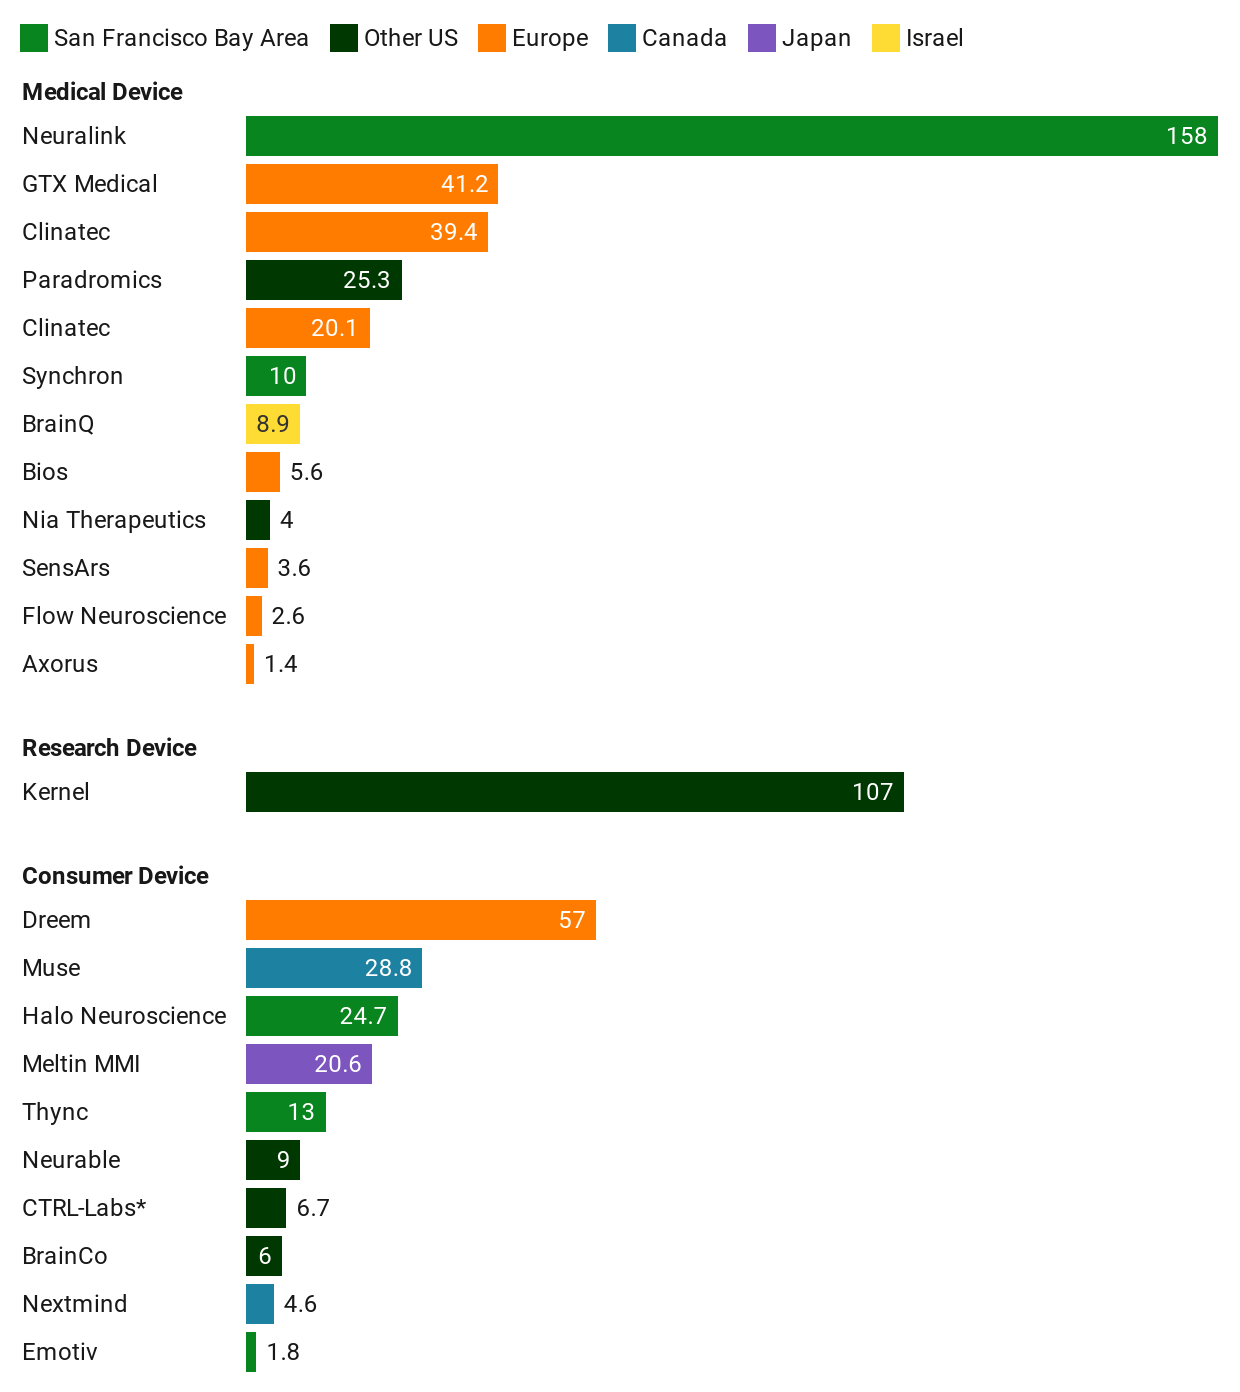 San Francisco Bay Area Other US Europe Canada Japan Israel
Medical Device
Neuralink 158
GTX Medical 41.2
Clinatec 39.4
Paradromics 25.3
Clinatec 20.1
Synchron 10
BrainQ 8.9
Bios 5.6
Nia Therapeutics 4
SensArs 3.6
Flow Neuroscience 2.6
Axorus 1.4
Research Device
Kernel 107
Consumer Device
Dreem 57
Muse 28.8
Halo Neuroscience 24.7
Meltin MMI 20.6
Thync 13
Neurable 9
CTRL-Labs* 6.7
BrainCo 6
Nextmind 4.6
Emotiv 1.8